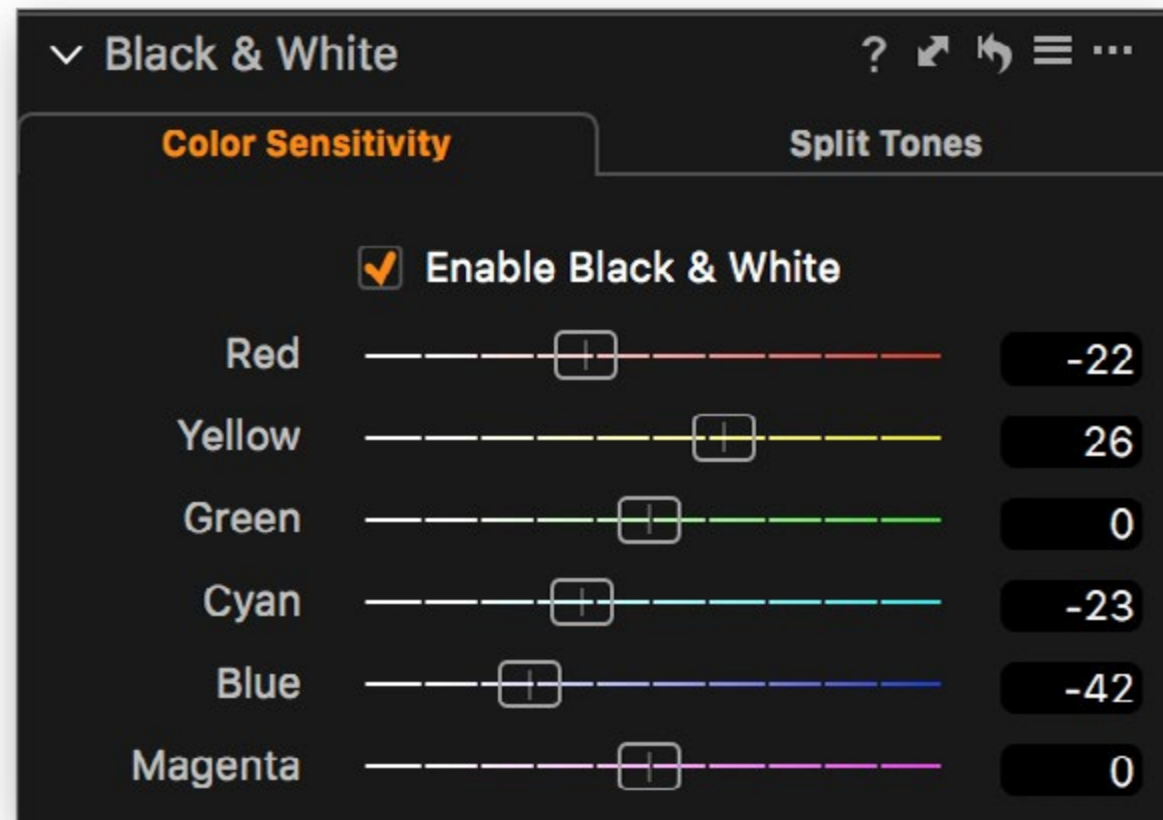 Black & White ? ...
Color Sensitivity Split Tones
Enable Black & White
Red -22
Yellow 26
Green 0
Cyan -23
Blue -42
Magenta 0